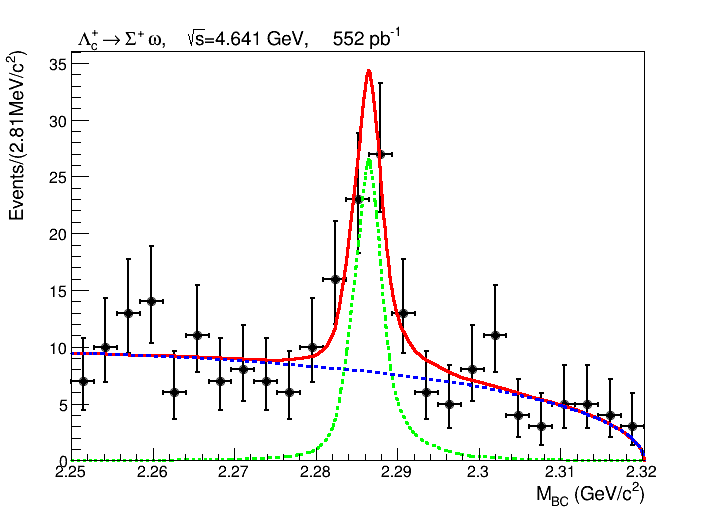 Λc+ → Σ+ ω, √s=4.641 GeV, 552 pb-1
Events/(2.81MeV/c2)
35
30
25
20
15
10
5
0
2.25 2.26 2.27 2.28 2.29 2.3 2.31 2.32
MBC (GeV/c2)